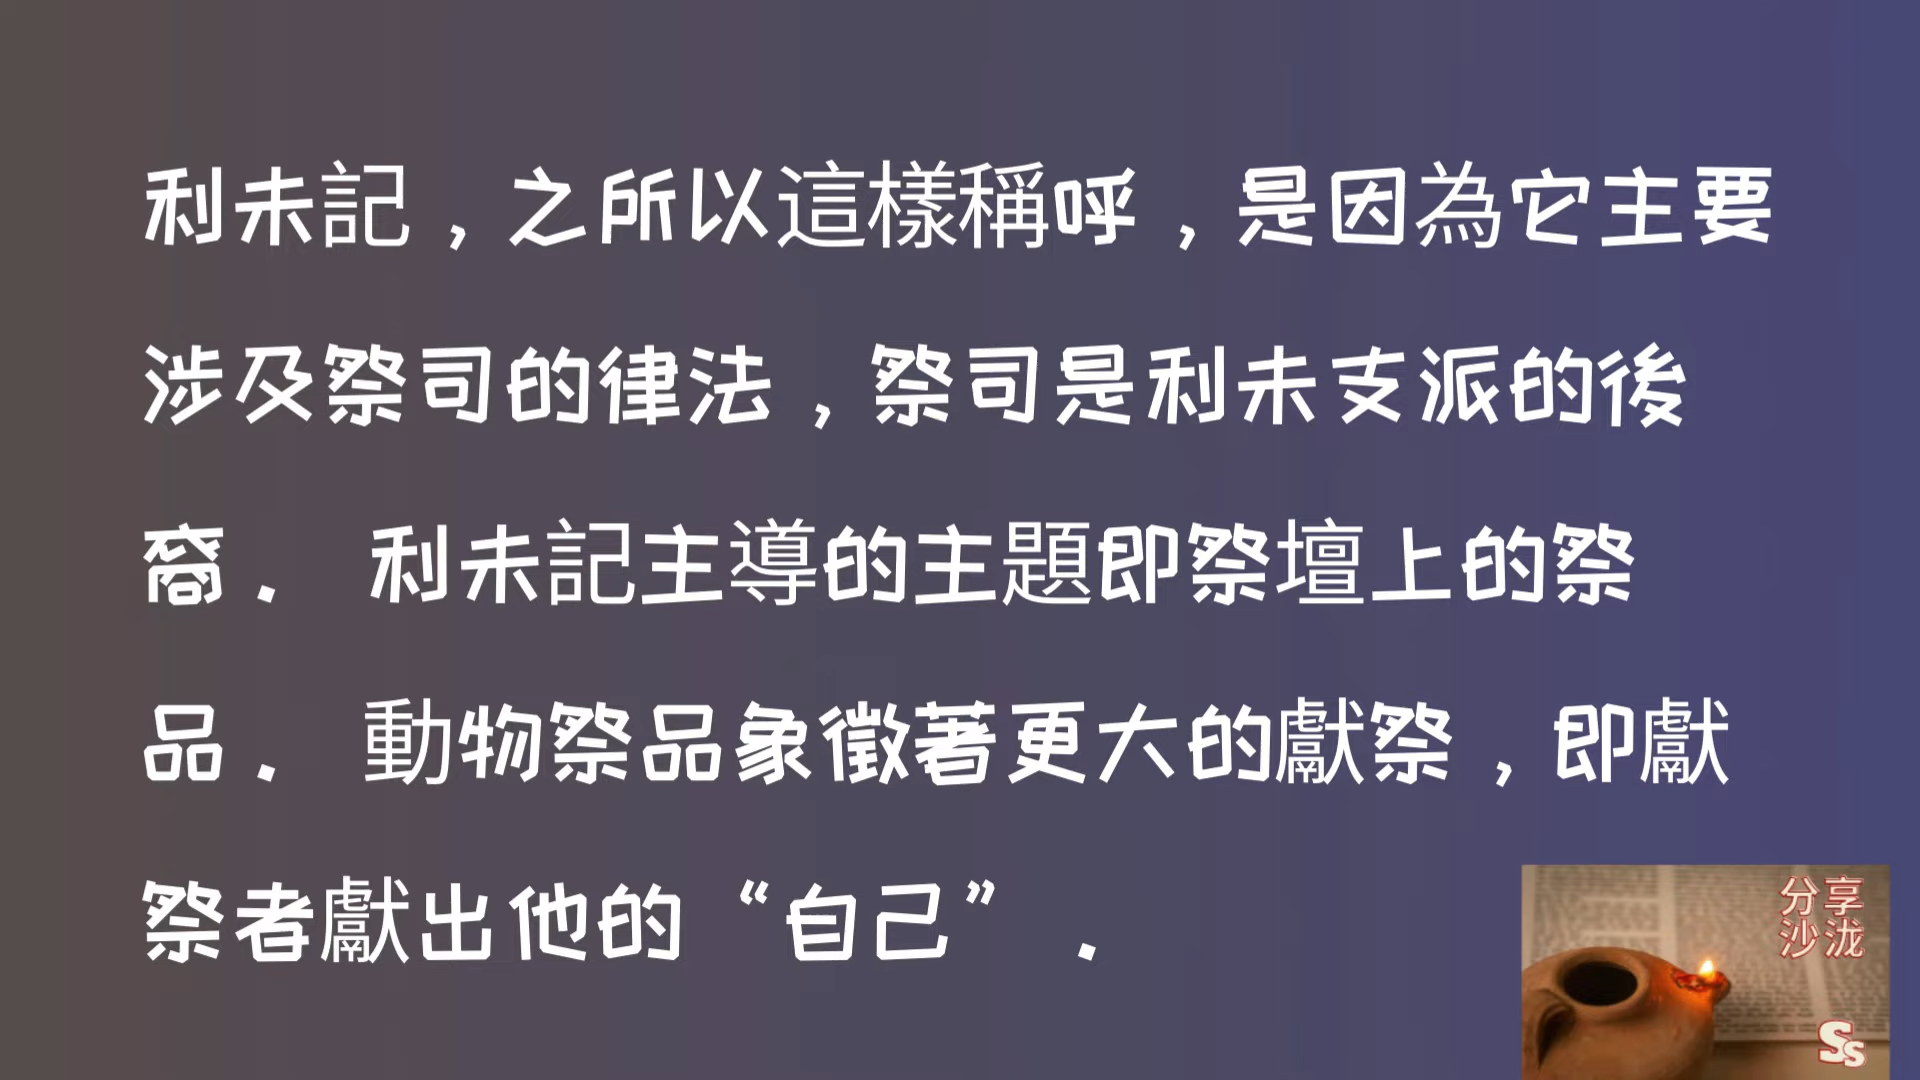 利未記，之所以這樣稱呼，是因為它主要
涉及祭司的律法，祭司是利未支派的後
裔． 利未記主導的主題即祭壇上的祭
品． 動物祭品象徵著更大的獻祭，即獻
祭者獻出他的“自己”．
分享
沙泷
Ss